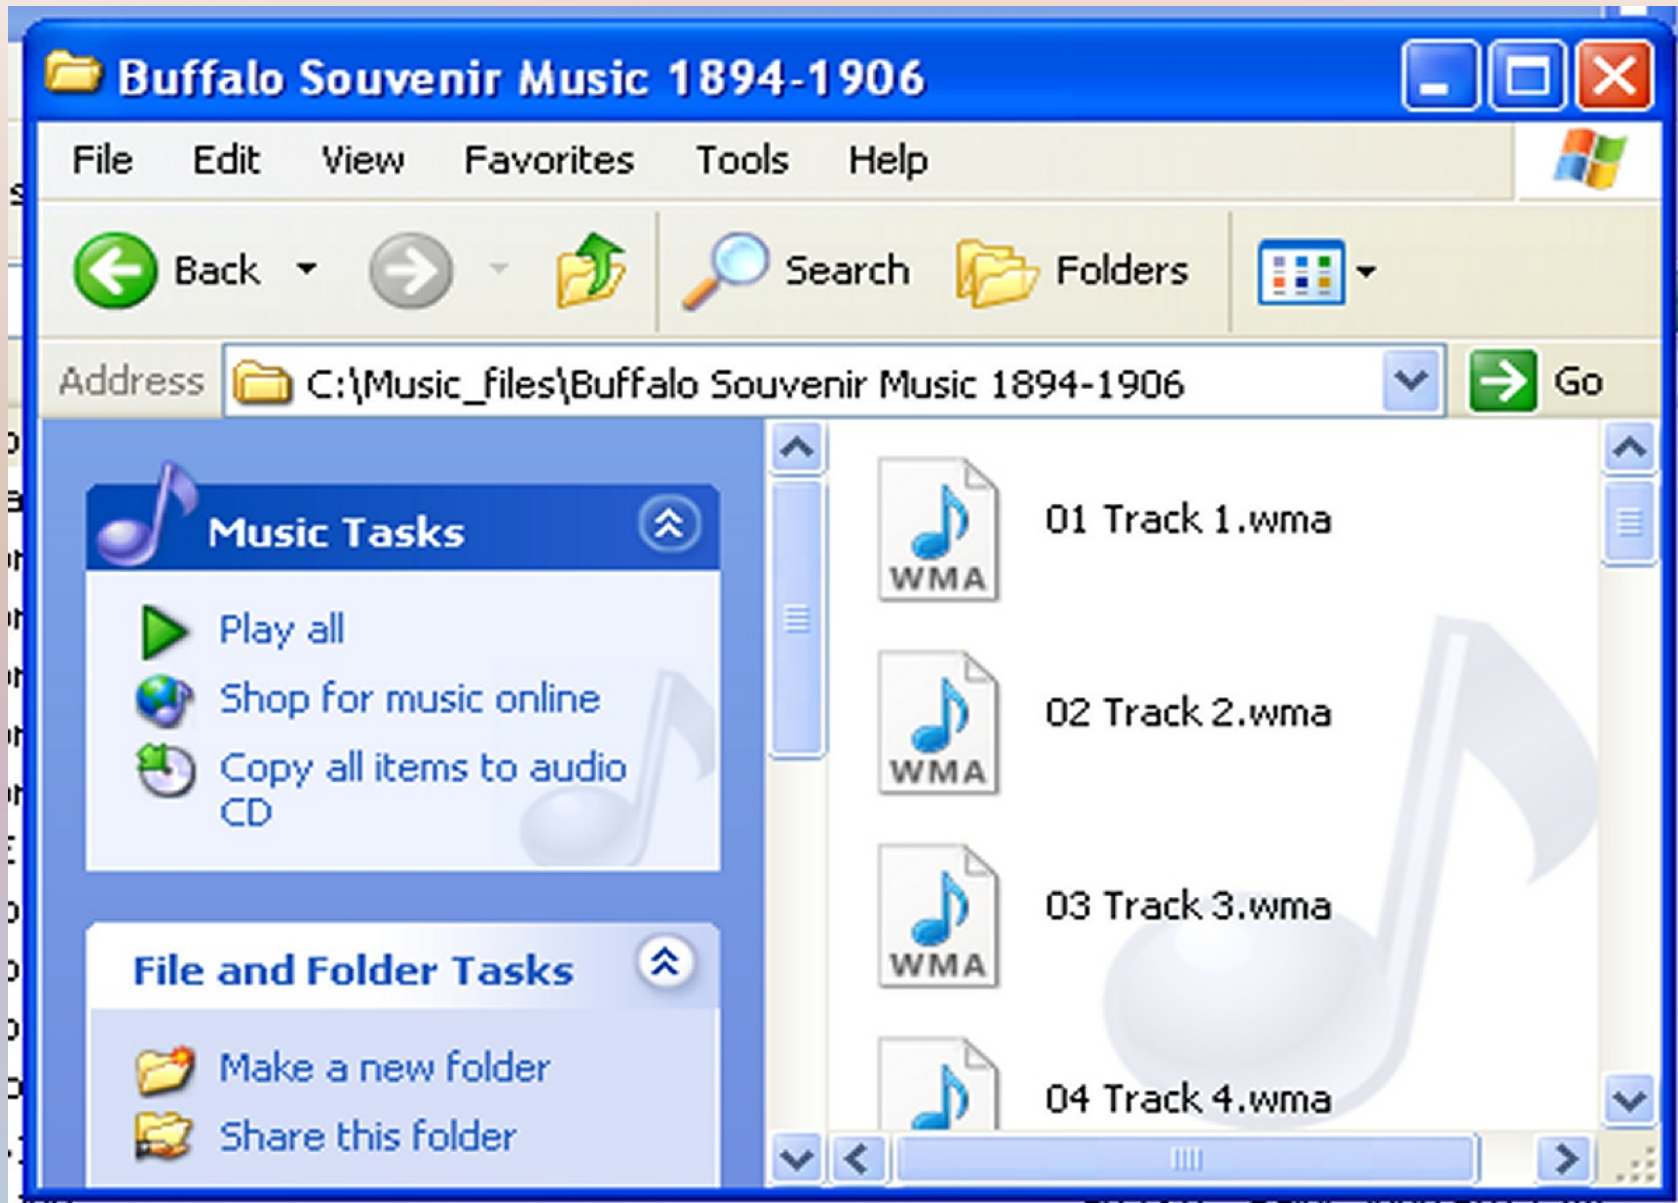 Buffalo Souvenir Music 1894-1906
File Edit View Favorites Tools Help
Back Search Folders
Address C:\Music_files\Buffalo Souvenir Music 1894-1906 Go
Music Tasks
Play all
Shop for music online
Copy all items to audio
CD
File and Folder Tasks
Make a new folder
Share this folder
WMA 01 Track 1.wma
WMA 02 Track 2.wma
WMA 03 Track 3.wma
04 Track 4.wma